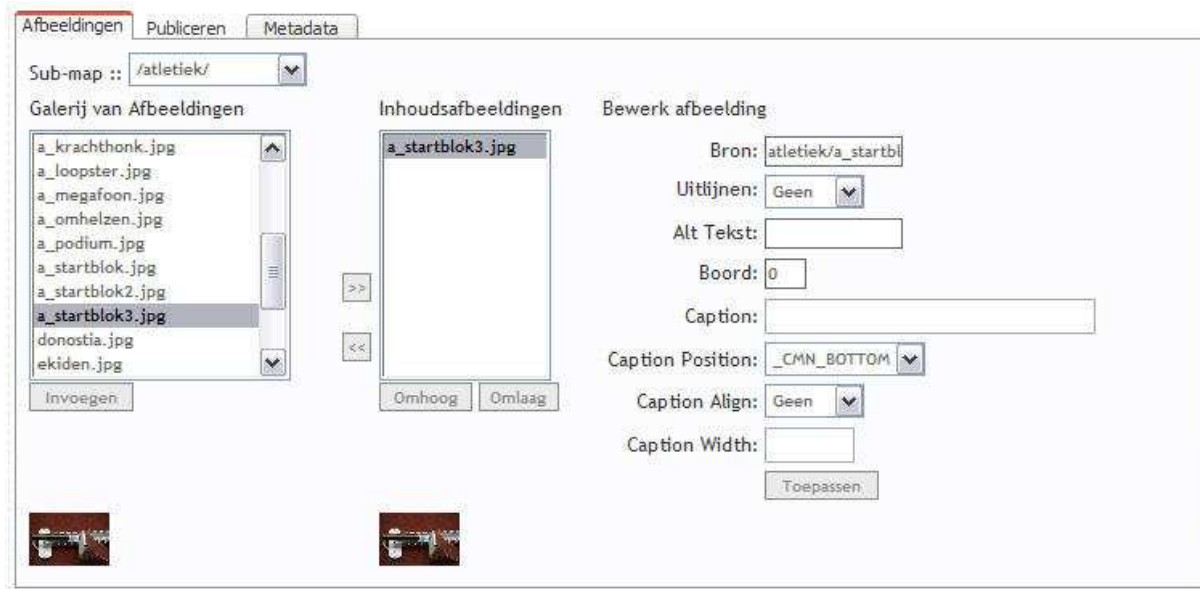 Afbeeldingen Publiceren Metadata
Sub-map :: /atletiek/
Galerij van Afbeeldingen
a_krachthonk.jpg
a_loopster.jpg
a_megafoon.jpg
a_omhelzen.jpg
a_podium.jpg
a_startblok.jpg
a_startblok2.jpg
a_startblok3.jpg
donostia.jpg
ekiden.jpg
Invoegen
>>
<<
Inhoudsafbeeldingen
a_startblok3.jpg
Omhoog Omlaag
Bewerk afbeelding
Bron: atletiek/a_startbl
Uitlijnen: Geen
Alt Tekst:
Boord: 0
Caption:
Caption Position: _CMN_BOTTOM
Caption Align: Geen
Caption Width:
Toepassen